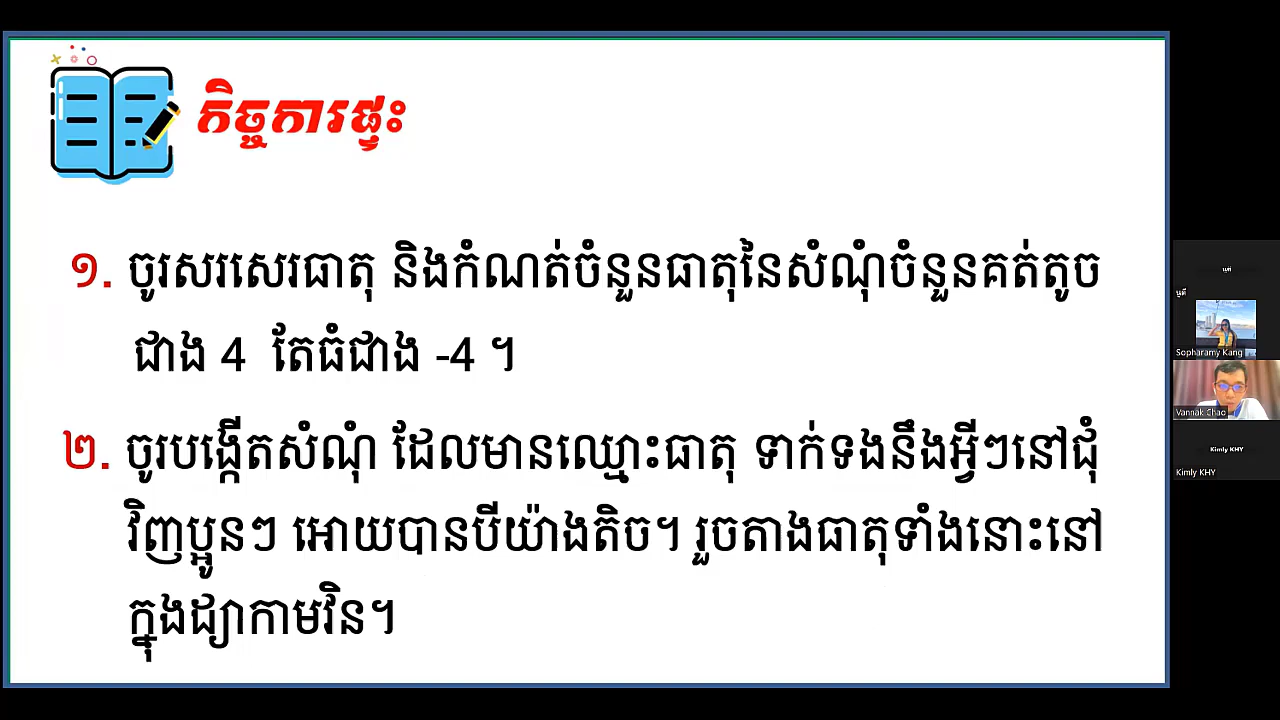 កិច្ចការផ្ទះ
១. ចូរសរសេរធាតុ និងកំណត់ចំនួនធាតុនៃសំណុំចំនួនគត់តូច
ជាង 4 តែធំជាង -4 ។
២. ចូរបង្កើតសំណុំ ដែលមានឈ្មោះធាតុ ទាក់ទងនឹងអ្វីៗនៅជុំ
វិញប្អូនៗ អោយបានបីយ៉ាងតិច។ រួចតាងធាតុទាំងនោះនៅ
ក្នុងដ្យាកាមវិន។
Sopharamy Kang
Vannak Chao
Kimly KHY
Kimly KHY